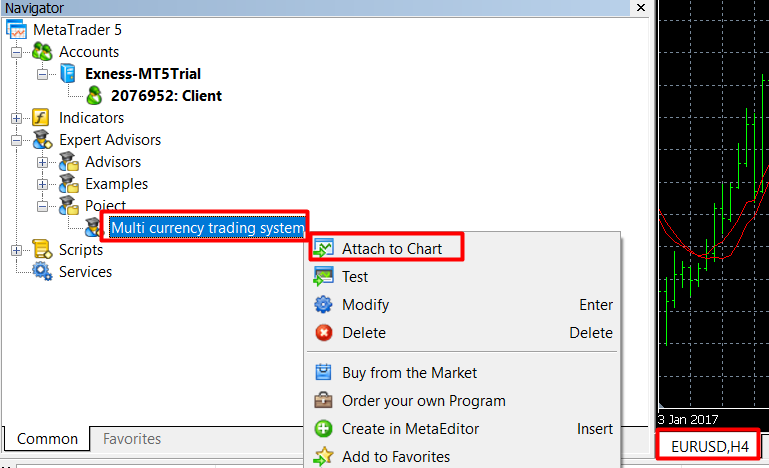 Navigator
MetaTrader 5
Accounts
Exness-MT5Trial
2076952: Client
Indicators
Expert Advisors
Advisors
Examples
Poject
Multi currency trading system
Scripts
Services
Attach to Chart
Test
Modify Enter
Delete Delete
Buy from the Market
Order your own Program
Create in MetaEditor Insert
Add to Favorites
Common Favorites
3 Jan 2017
EURUSD,H4